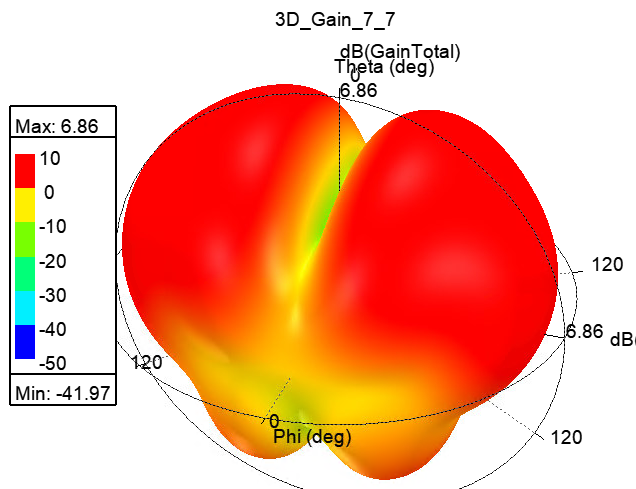 3D_Gain_7_7
dB(GainTotal)
Theta (deg)
0
6.86
Max: 6.86
10
0
-10
-20
-30
-40
-50
Min: -41.97
120
6.86
dB(
120
0
Phi (deg)
120